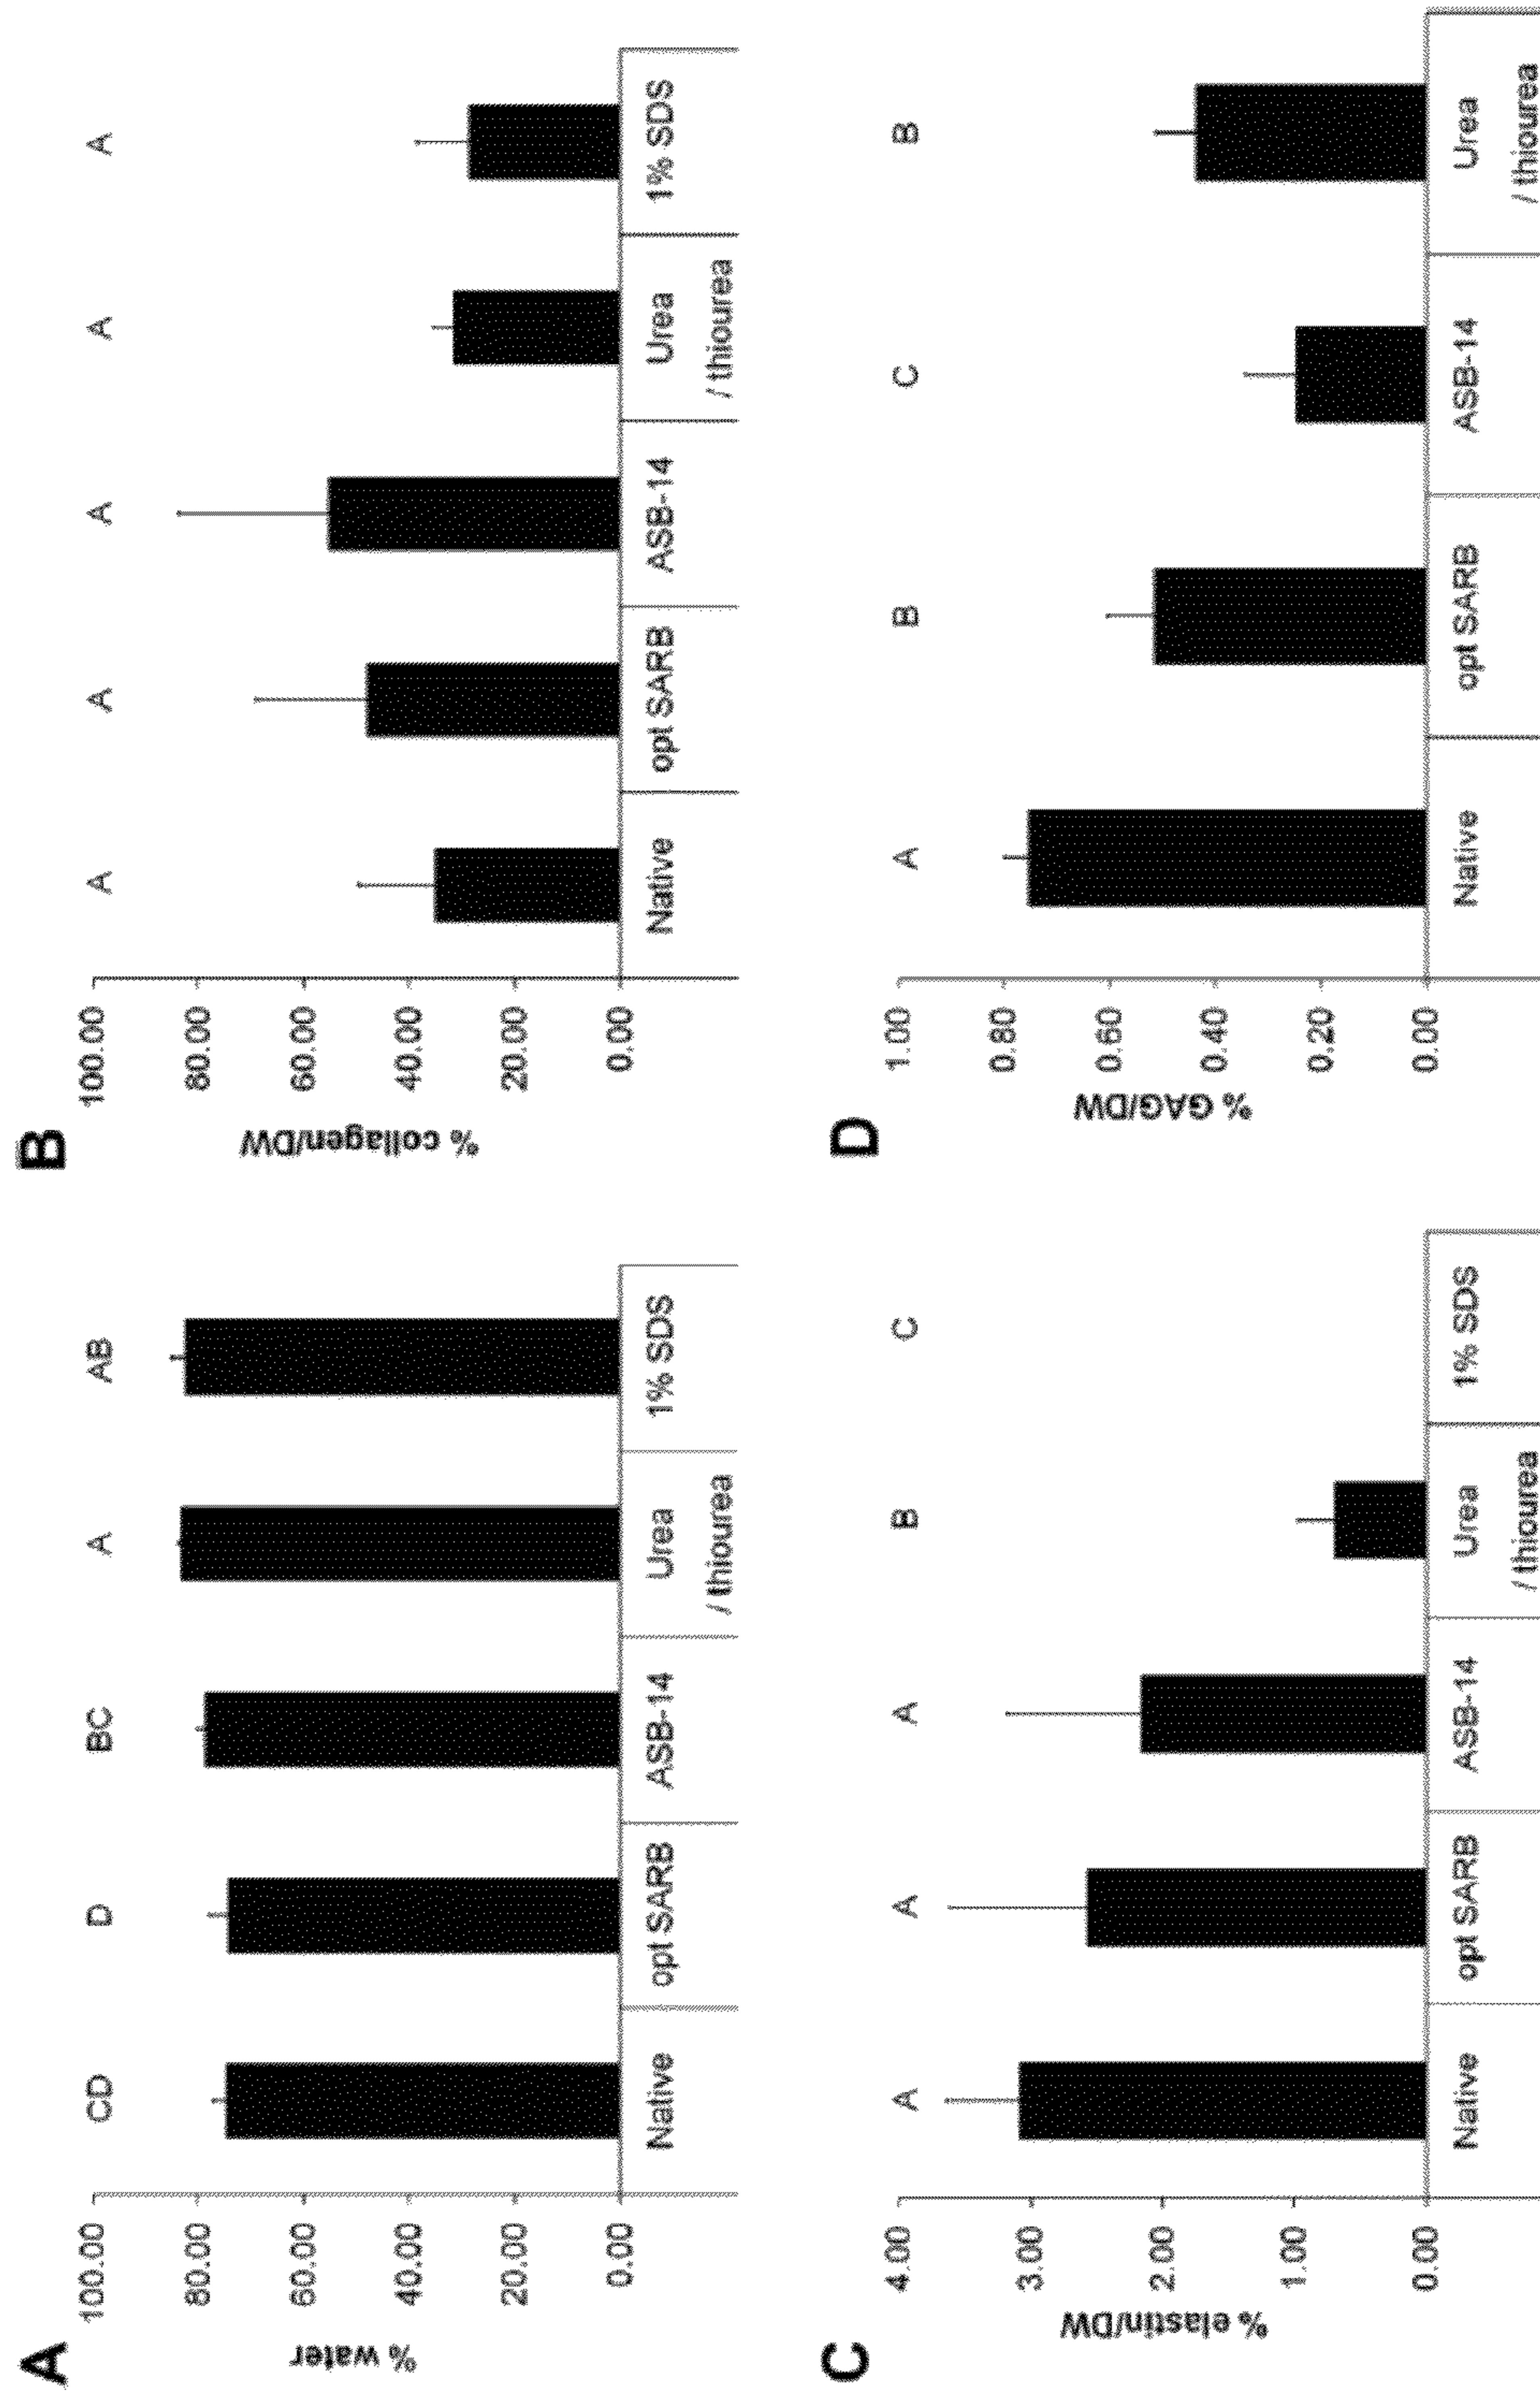 A
% water
100.00
80.00
60.00
40.00
20.00
0.00
CD
D
BC
A
AB
Native
opt SARB
ASB-14
Urea
/ thiourea
1% SDS
B
% collagen/DW
100.00
80.00
60.00
40.00
20.00
0.00
A
A
A
A
A
Native
opt SARB
ASB-14
Urea
/ thiourea
1% SDS
C
% elastin/DW
4.00
3.00
2.00
1.00
0.00
A
A
A
B
C
Native
opt SARB
ASB-14
Urea
/ thiourea
1% SDS
D
% GAG/DW
1.00
0.80
0.60
0.40
0.20
0.00
A
B
C
B
Native
opt SARB
ASB-14
Urea
/ thiourea